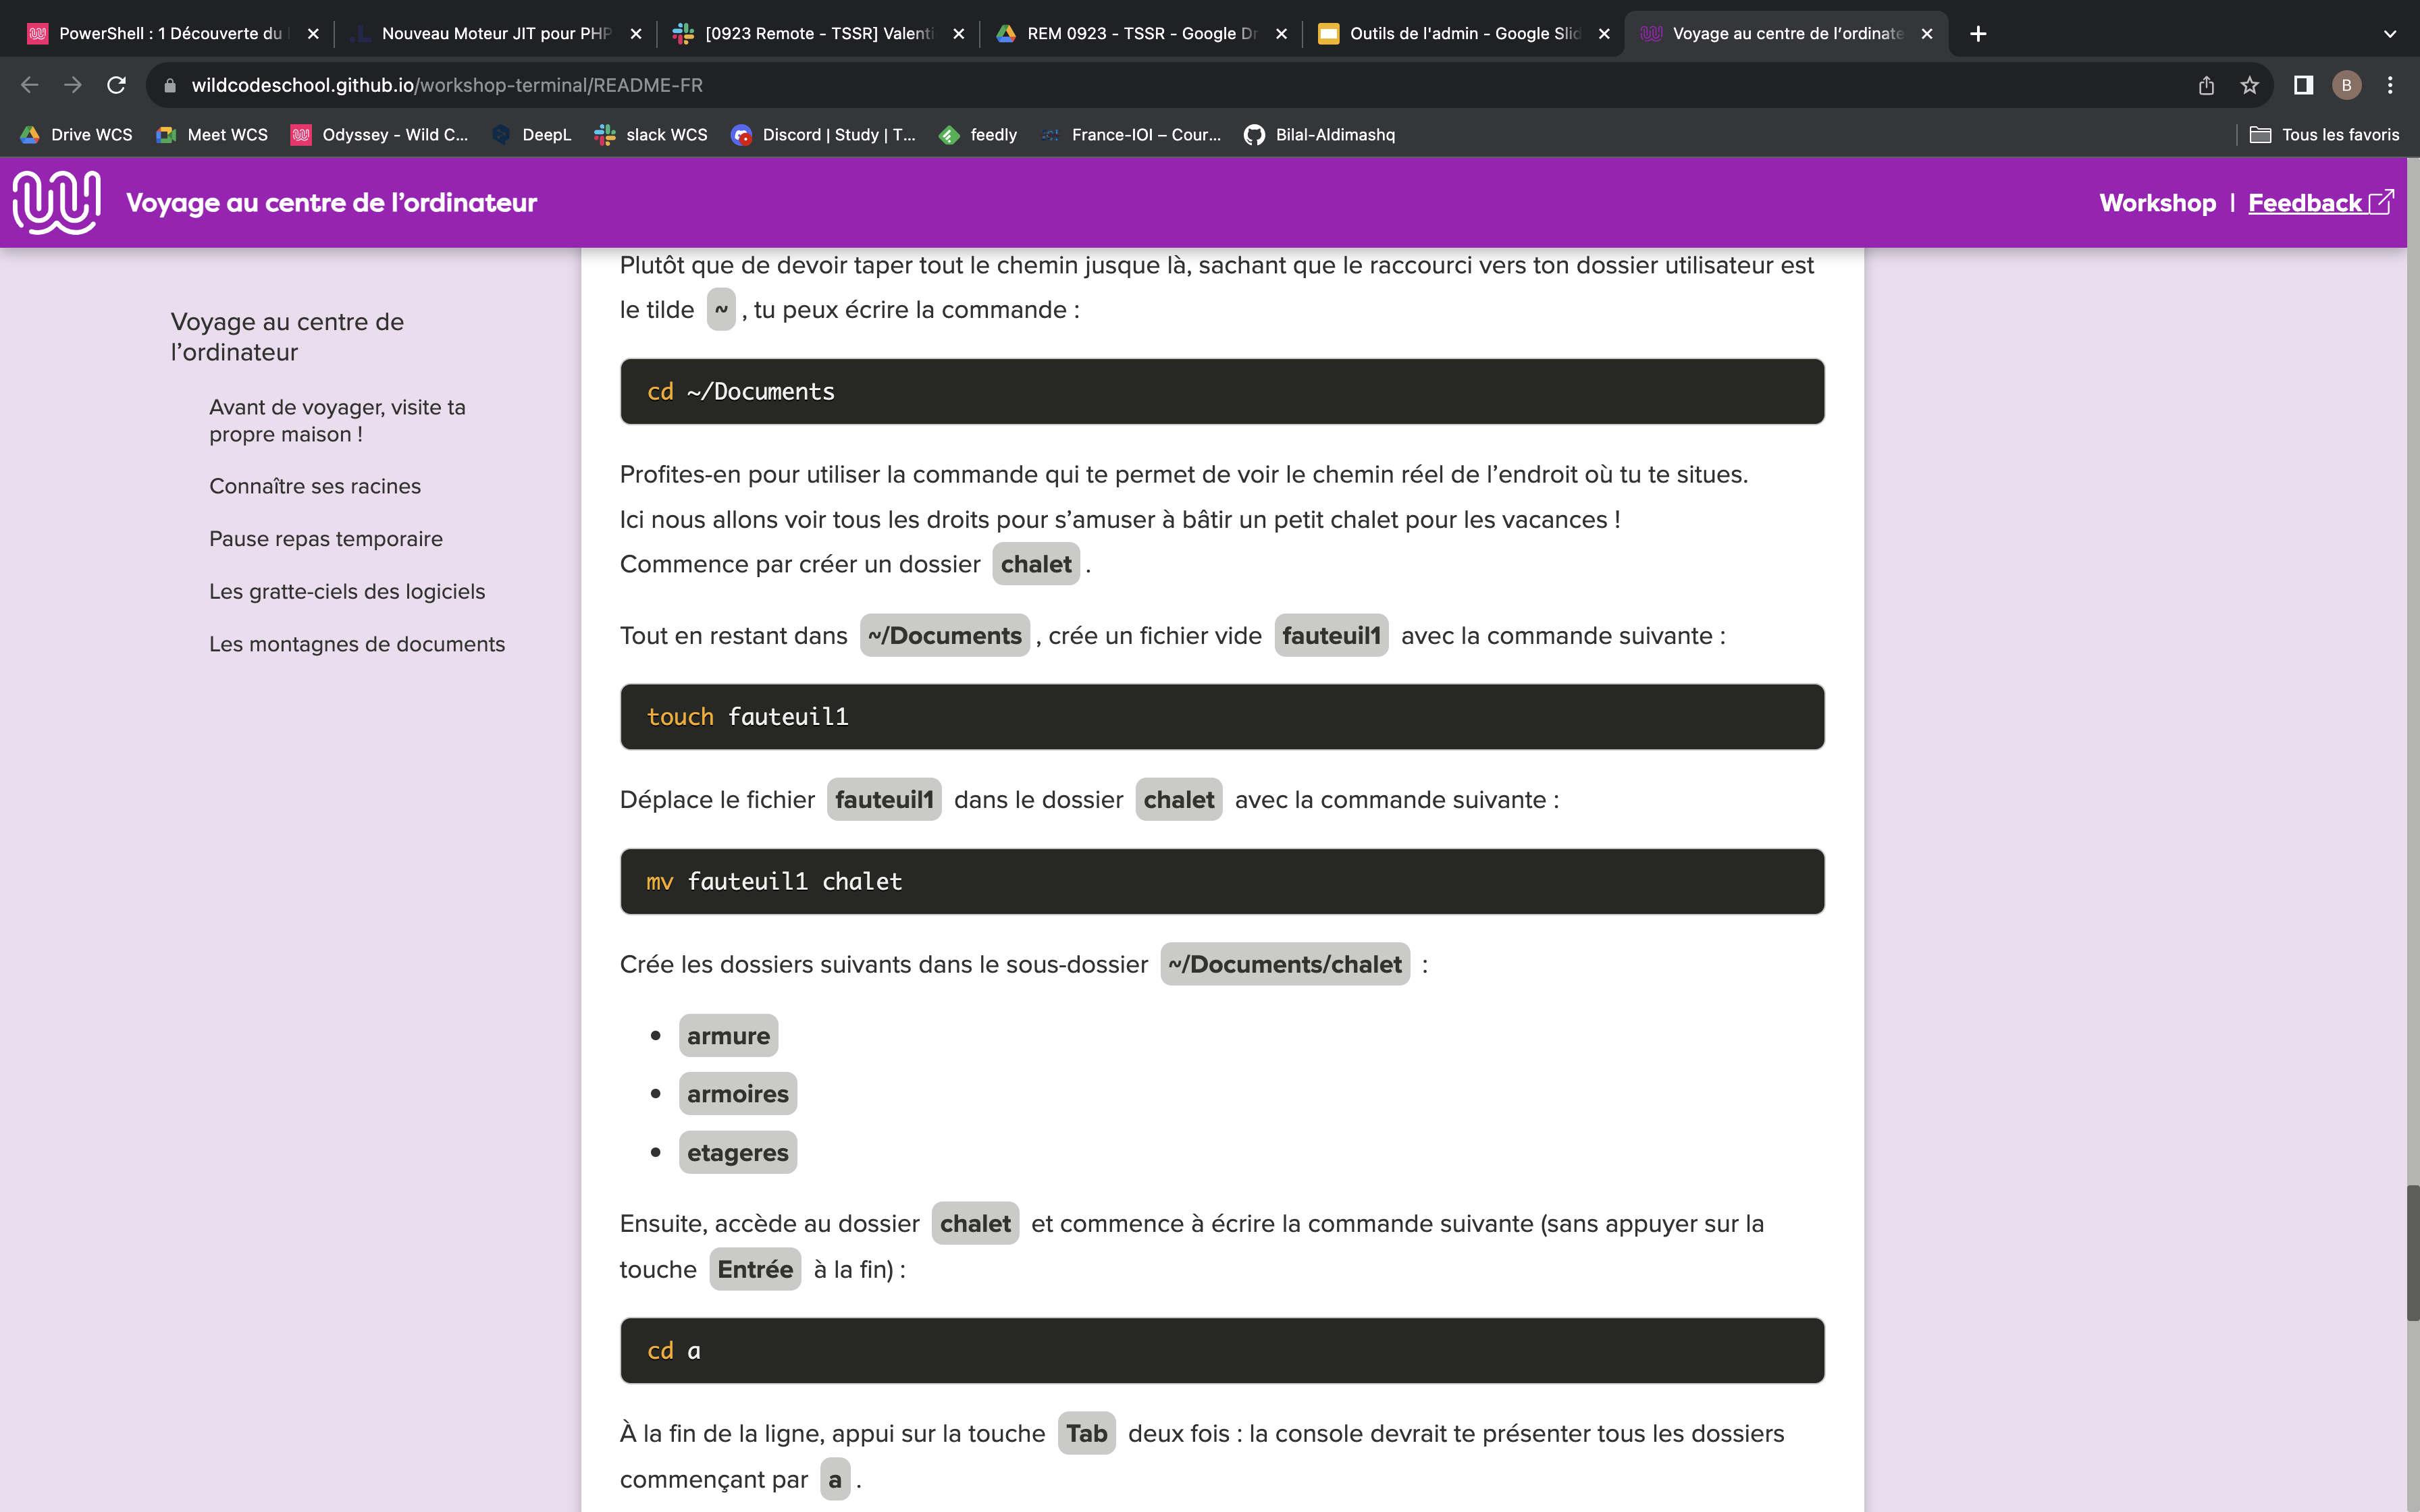 PowerShell : 1 Découverte du
Nouveau Moteur JIT pour PHP
[0923 Remote - TSSR] Valenti
REM 0923 - TSSR - Google Dr
Outils de l'admin - Google Slid
Voyage au centre de l'ordinate
wildcodeschool.github.io/workshop-terminal/README-FR
B
Drive WCS
Meet WCS
Odyssey - Wild C...
DeepL
slack WCS
Discord | Study | T...
feedly
France-IOI – Cour...
Bilal-Aldimashq
Tous les favoris
Voyage au centre de l’ordinateur
Workshop | Feedback
Voyage au centre de
l’ordinateur
Avant de voyager, visite ta
propre maison !
Connaître ses racines
Pause repas temporaire
Les gratte-ciels des logiciels
Les montagnes de documents
Plutôt que de devoir taper tout le chemin jusque là, sachant que le raccourci vers ton dossier utilisateur est
le tilde ~ , tu peux écrire la commande :
cd ~/Documents
Profites-en pour utiliser la commande qui te permet de voir le chemin réel de l’endroit où tu te situes.
Ici nous allons voir tous les droits pour s’amuser à bâtir un petit chalet pour les vacances !
Commence par créer un dossier chalet .
Tout en restant dans ~/Documents , crée un fichier vide fauteuil1 avec la commande suivante :
touch fauteuil1
Déplace le fichier fauteuil1 dans le dossier chalet avec la commande suivante :
mv fauteuil1 chalet
Crée les dossiers suivants dans le sous-dossier ~/Documents/chalet :
• armure
• armoires
• etageres
Ensuite, accède au dossier chalet et commence à écrire la commande suivante (sans appuyer sur la
touche Entrée à la fin) :
cd a
À la fin de la ligne, appui sur la touche Tab deux fois : la console devrait te présenter tous les dossiers
commençant par a .